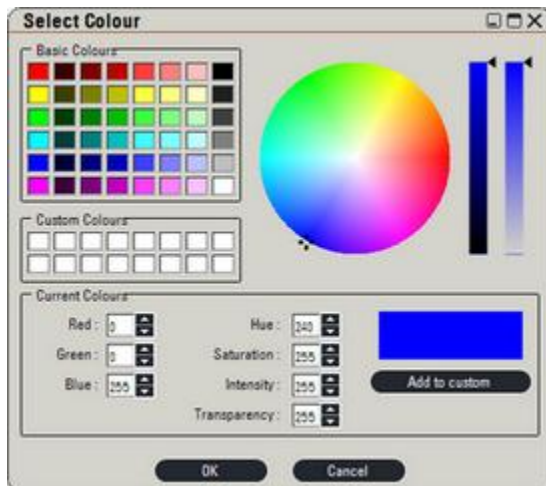 Select Colour
Basic Colours
Custom Colours
Current Colours
Red : 0
Hue : 240
Green : 0
Saturation : 255
Blue : 255
Intensity : 255
Add to custom
Transparency : 255
OK
Cancel